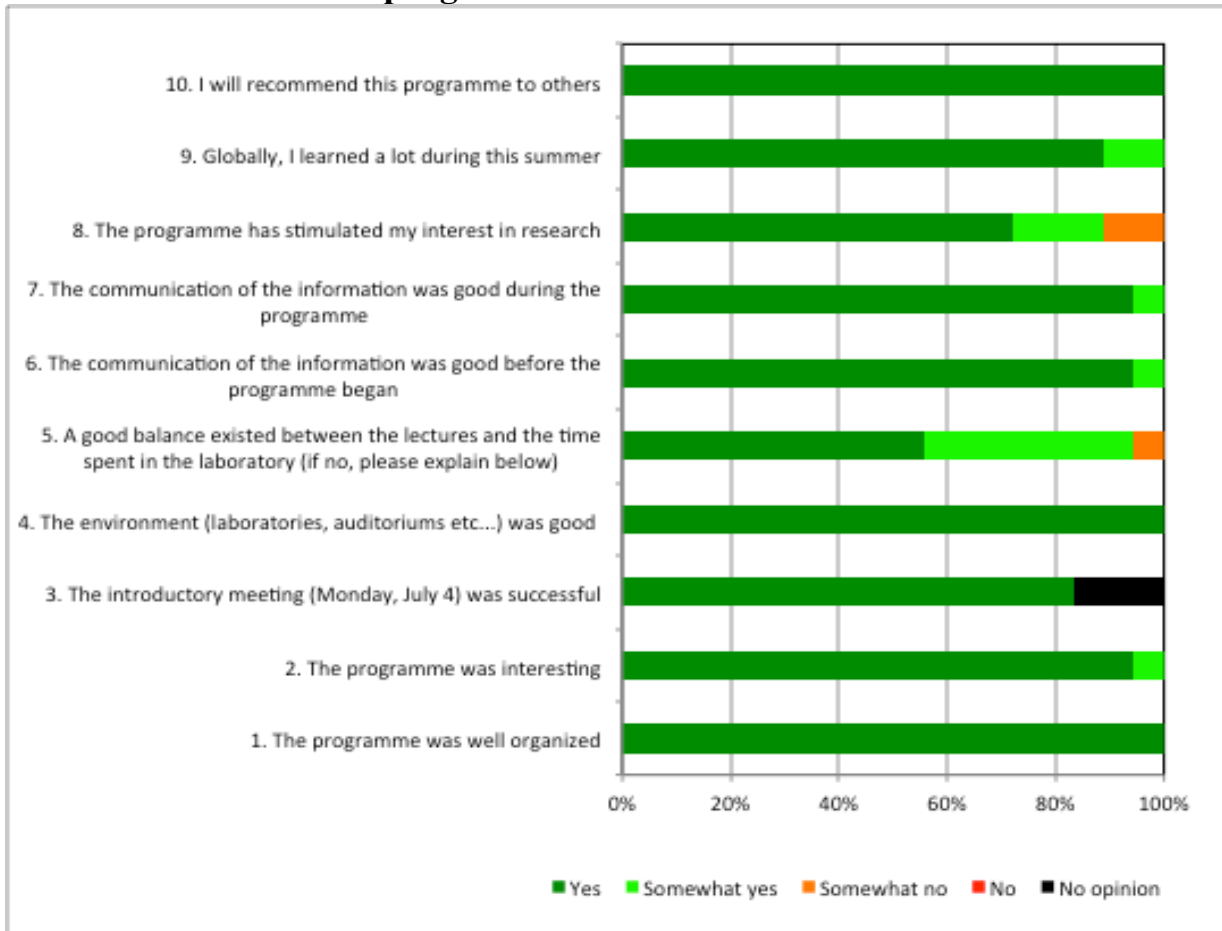 10. I will recommend this programme to others
9. Globally, I learned a lot during this summer
8. The programme has stimulated my interest in research
7. The communication of the information was good during the
programme
6. The communication of the information was good before the
programme began
5. A good balance existed between the lectures and the time
spent in the laboratory (if no, please explain below)
4. The environment (laboratories, auditoriums etc...) was good
3. The introductory meeting (Monday, July 4) was successful
2. The programme was interesting
1. The programme was well organized
0% 20% 40% 60% 80% 100%
Yes Somewhat yes Somewhat no No No opinion